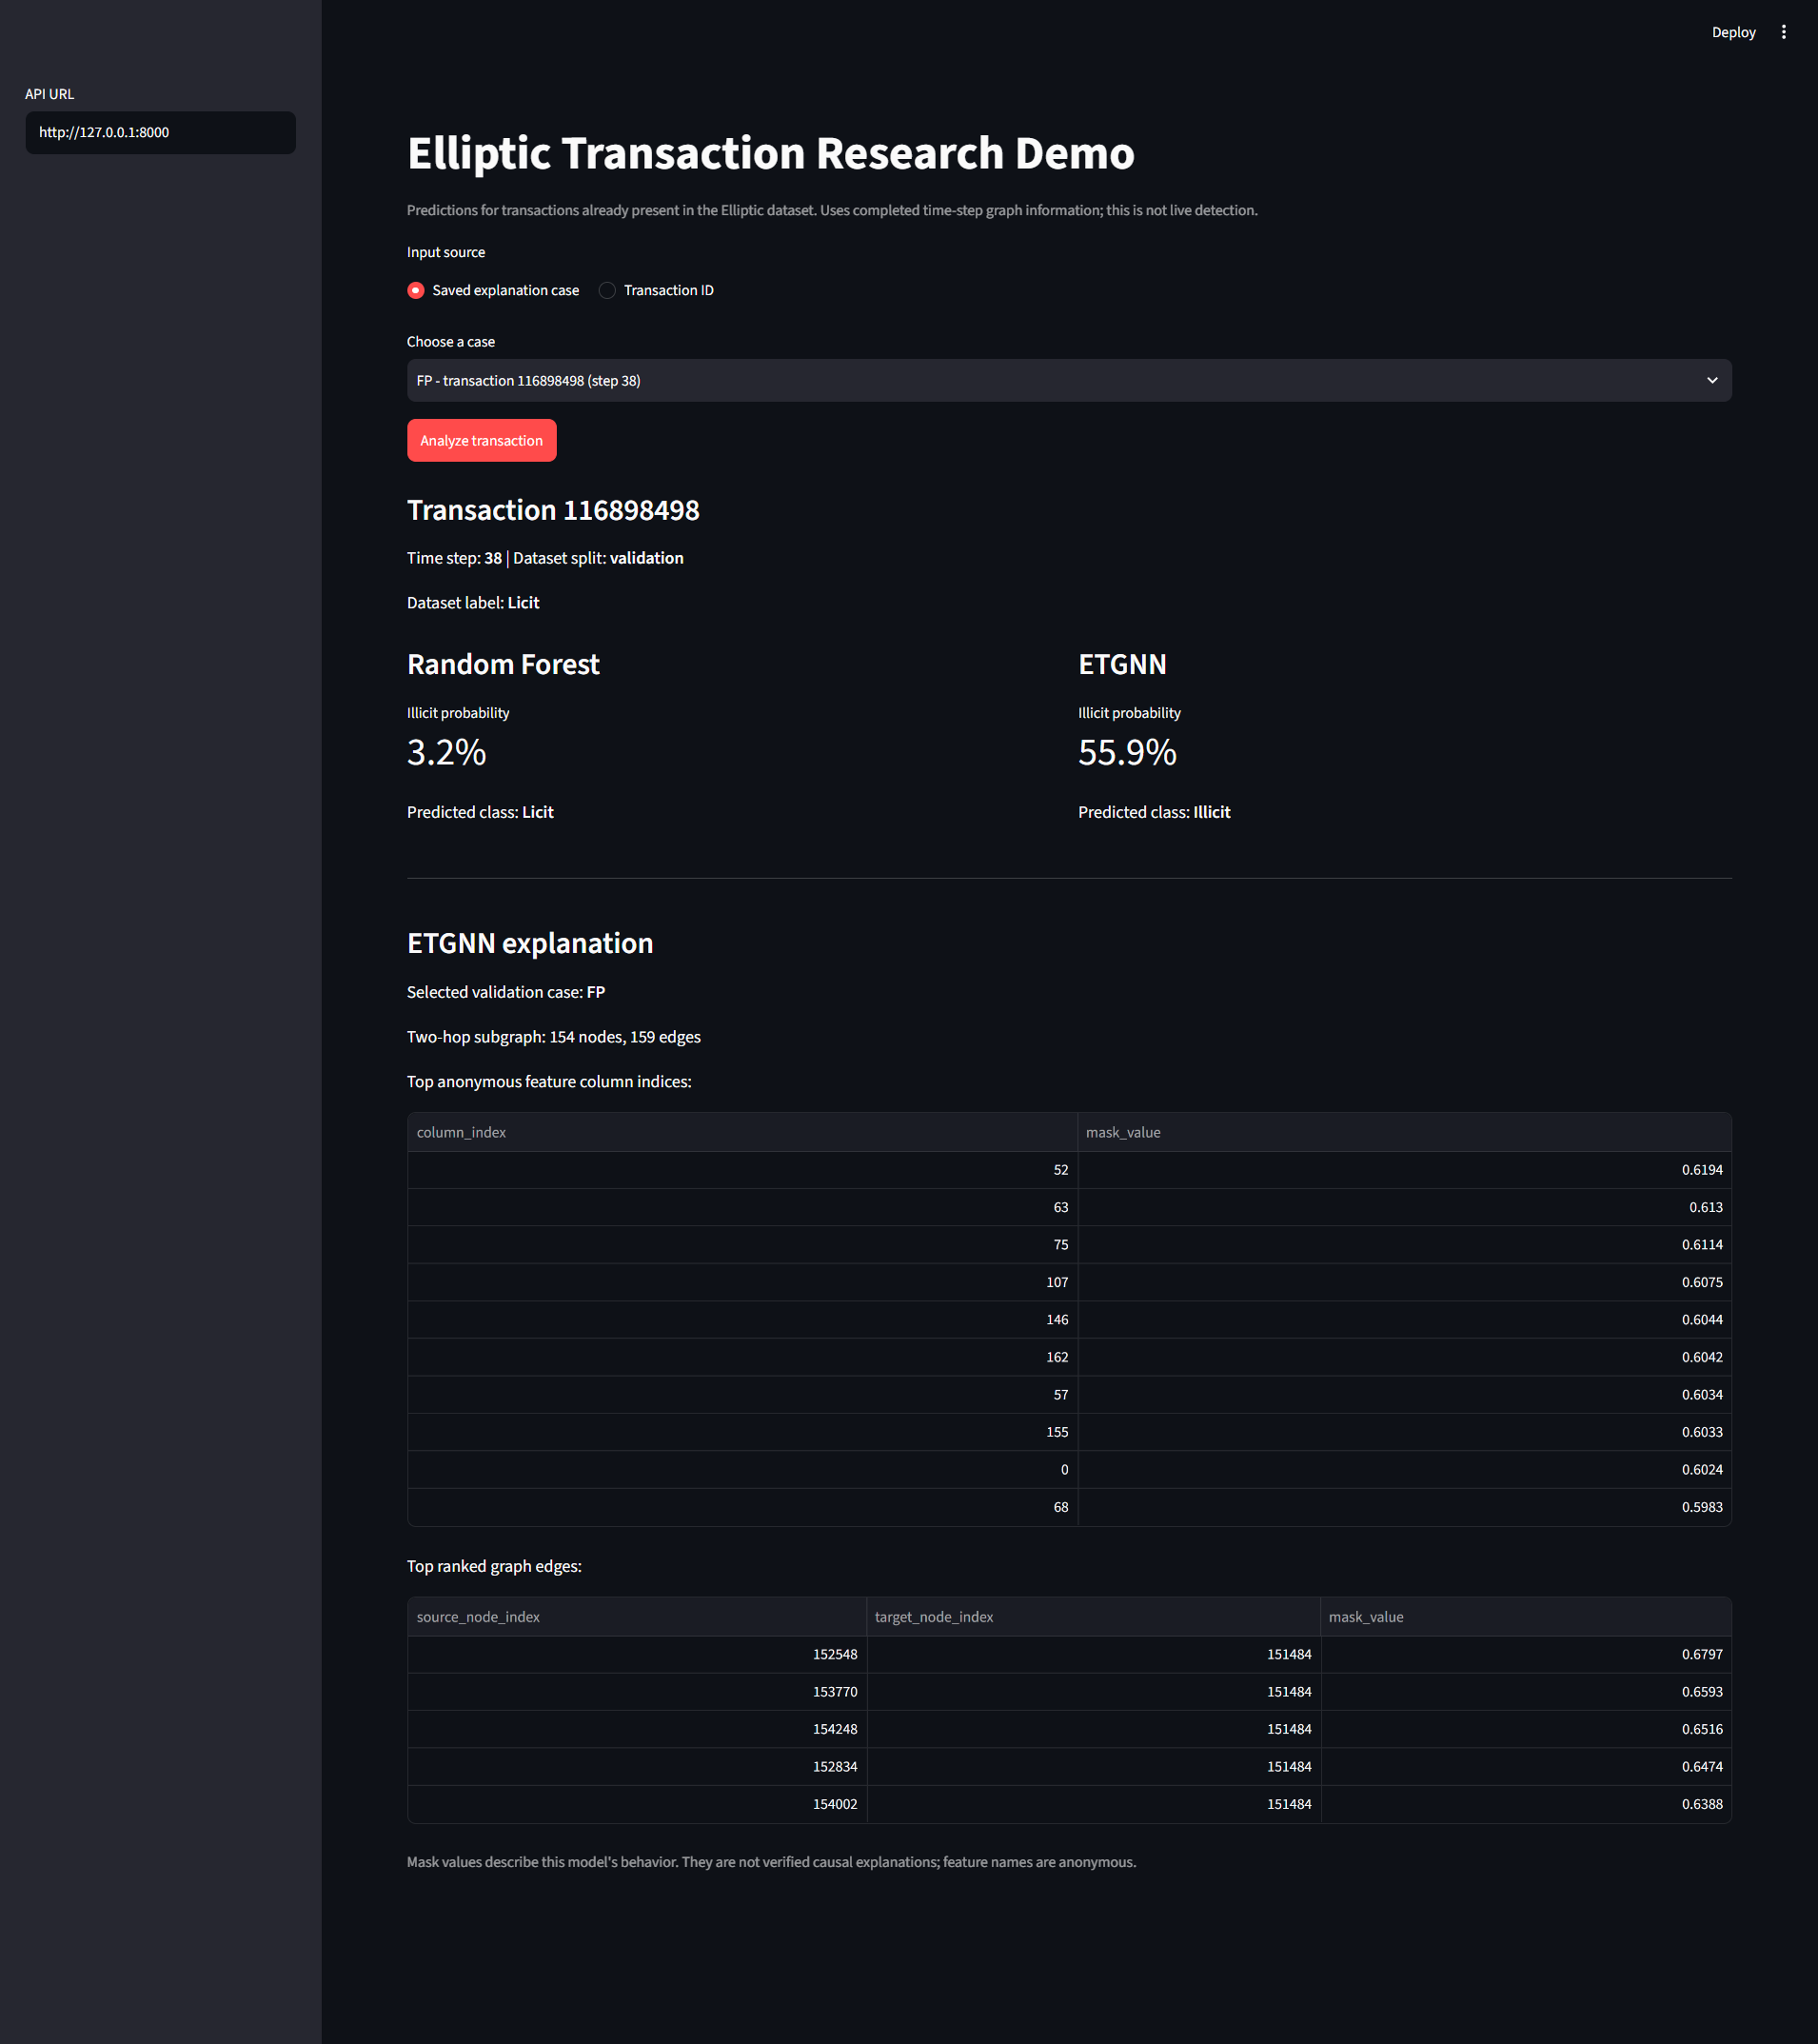 Deploy
API URL
http://127.0.0.1:8000
Elliptic Transaction Research Demo
Predictions for transactions already present in the Elliptic dataset. Uses completed time-step graph information; this is not live detection.
Input source
Saved explanation case Transaction ID
Choose a case
FP - transaction 116898498 (step 38)
Analyze transaction
Transaction 116898498
Time step: 38 | Dataset split: validation
Dataset label: Licit
Random Forest ETGNN
Illicit probability Illicit probability
3.2% 55.9%
Predicted class: Licit Predicted class: Illicit
ETGNN explanation
Selected validation case: FP
Two-hop subgraph: 154 nodes, 159 edges
Top anonymous feature column indices:
column_index mask_value
52 0.6194
63 0.613
75 0.6114
107 0.6075
146 0.6044
162 0.6042
57 0.6034
155 0.6033
0 0.6024
68 0.5983
Top ranked graph edges:
source_node_index target_node_index mask_value
152548 151484 0.6797
153770 151484 0.6593
154248 151484 0.6516
152834 151484 0.6474
154002 151484 0.6388
Mask values describe this model's behavior. They are not verified causal explanations; feature names are anonymous.